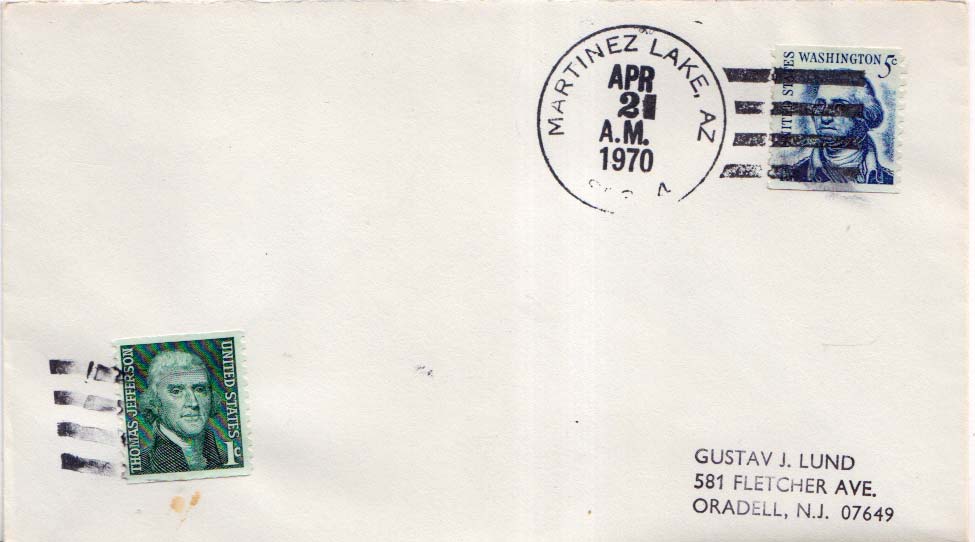 MARTINEZ LAKE, AZ
APR
21
A.M.
1970
UNITED STATES
WASHINGTON 5c
THOMAS JEFFERSON
UNITED STATES
1c
GUSTAV J. LUND
581 FLETCHER AVE.
ORADELL, N.J. 07649